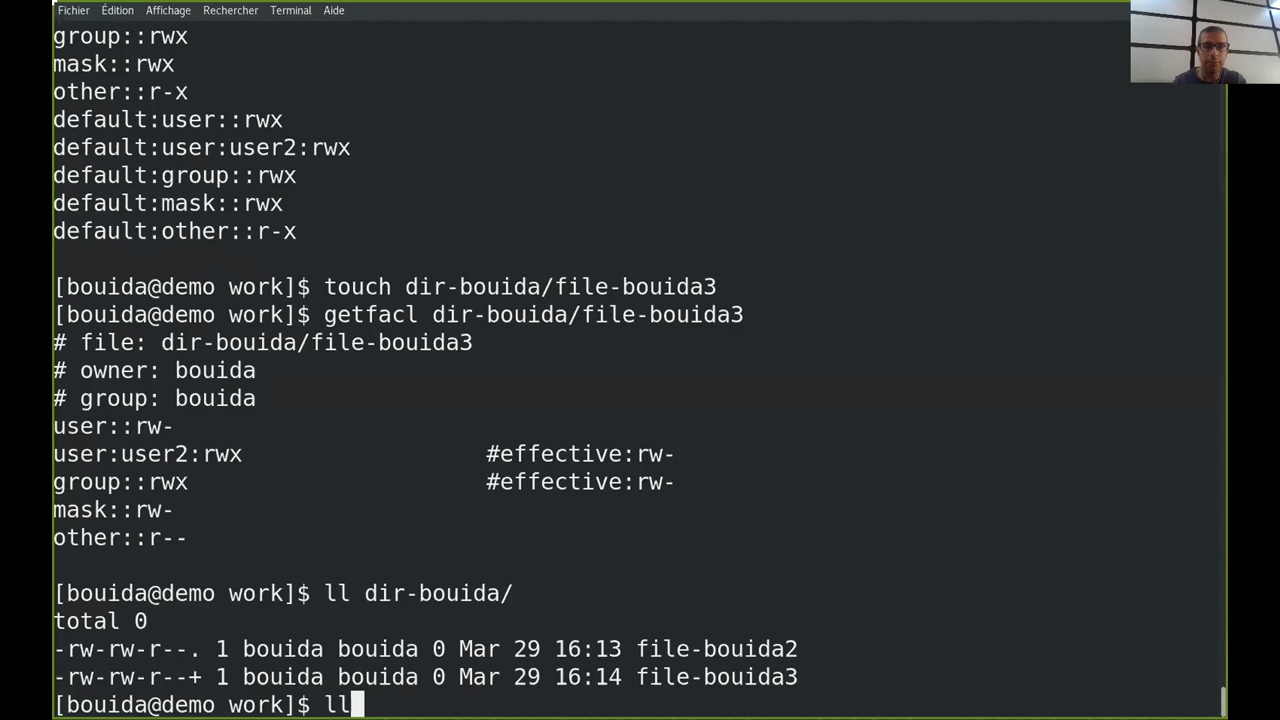 Fichier Édition Affichage Rechercher Terminal Aide
group::rwx
mask::rwx
other::r-x
default:user::rwx
default:user:user2:rwx
default:group::rwx
default:mask::rwx
default:other::r-x
[bouida@demo work]$ touch dir-bouida/file-bouida3
[bouida@demo work]$ getfacl dir-bouida/file-bouida3
# file: dir-bouida/file-bouida3
# owner: bouida
# group: bouida
user::rw-
user:user2:rwx #effective:rw-
group::rwx #effective:rw-
mask::rw-
other::r--
[bouida@demo work]$ ll dir-bouida/
total 0
-rw-rw-r--. 1 bouida bouida 0 Mar 29 16:13 file-bouida2
-rw-rw-r--+ 1 bouida bouida 0 Mar 29 16:14 file-bouida3
[bouida@demo work]$ ll